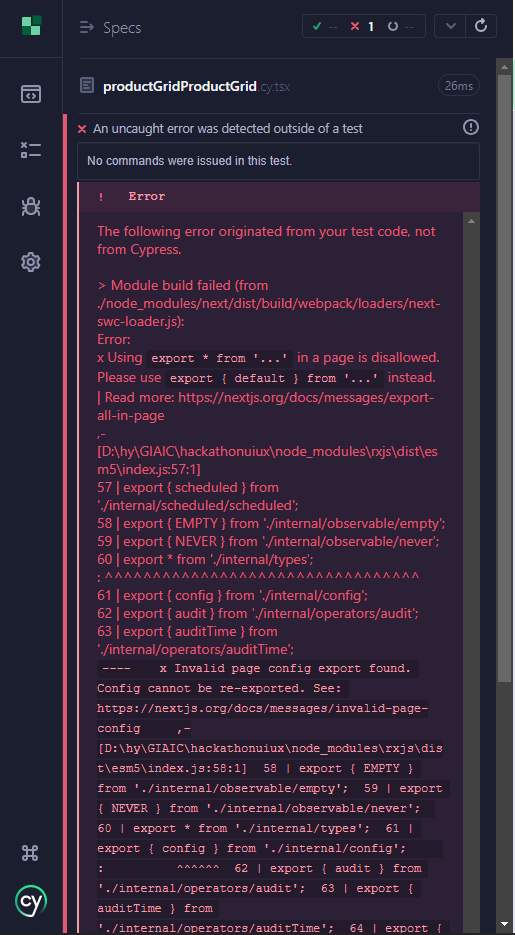 Specs
-- 1 --
productGridProductGrid.cy.tsx
26ms
An uncaught error was detected outside of a test
No commands were issued in this test.
! Error
The following error originated from your test code, not
from Cypress.
> Module build failed (from
./node_modules/next/dist/build/webpack/loaders/next-
swc-loader.js):
Error:
x Using export * from '...' in a page is disallowed.
Please use export { default } from '...' instead.
| Read more: https://nextjs.org/docs/messages/export-
all-in-page
,-
[D:\hy\GIAIC\hackathonuiux\node_modules\rxjs\dist\es
m5\index.js:57:1]
57 | export { scheduled } from
'./internal/scheduled/scheduled';
58 | export { EMPTY } from './internal/observable/empty';
59 | export { NEVER } from './internal/observable/never';
60 | export * from './internal/types';
: ^^^^^^^^^^^^^^^^^^^^^^^^^^^^^^^^^
61 | export { config } from './internal/config';
62 | export { audit } from './internal/operators/audit';
63 | export { auditTime } from
'./internal/operators/auditTime';
---- x Invalid page config export found.
Config cannot be re-exported. See:
https://nextjs.org/docs/messages/invalid-page-
config ,-
[D:\hy\GIAIC\hackathonuiux\node_modules\rxjs\dis
t\esm5\index.js:58:1] 58 | export { EMPTY }
from './internal/observable/empty'; 59 | export
{ NEVER } from './internal/observable/never';
60 | export * from './internal/types'; 61 |
export { config } from './internal/config';
: ^^^^^^ 62 | export { audit } from
'./internal/operators/audit'; 63 | export {
auditTime } from
'./internal/operators/auditTime'; 64 | export {
cy